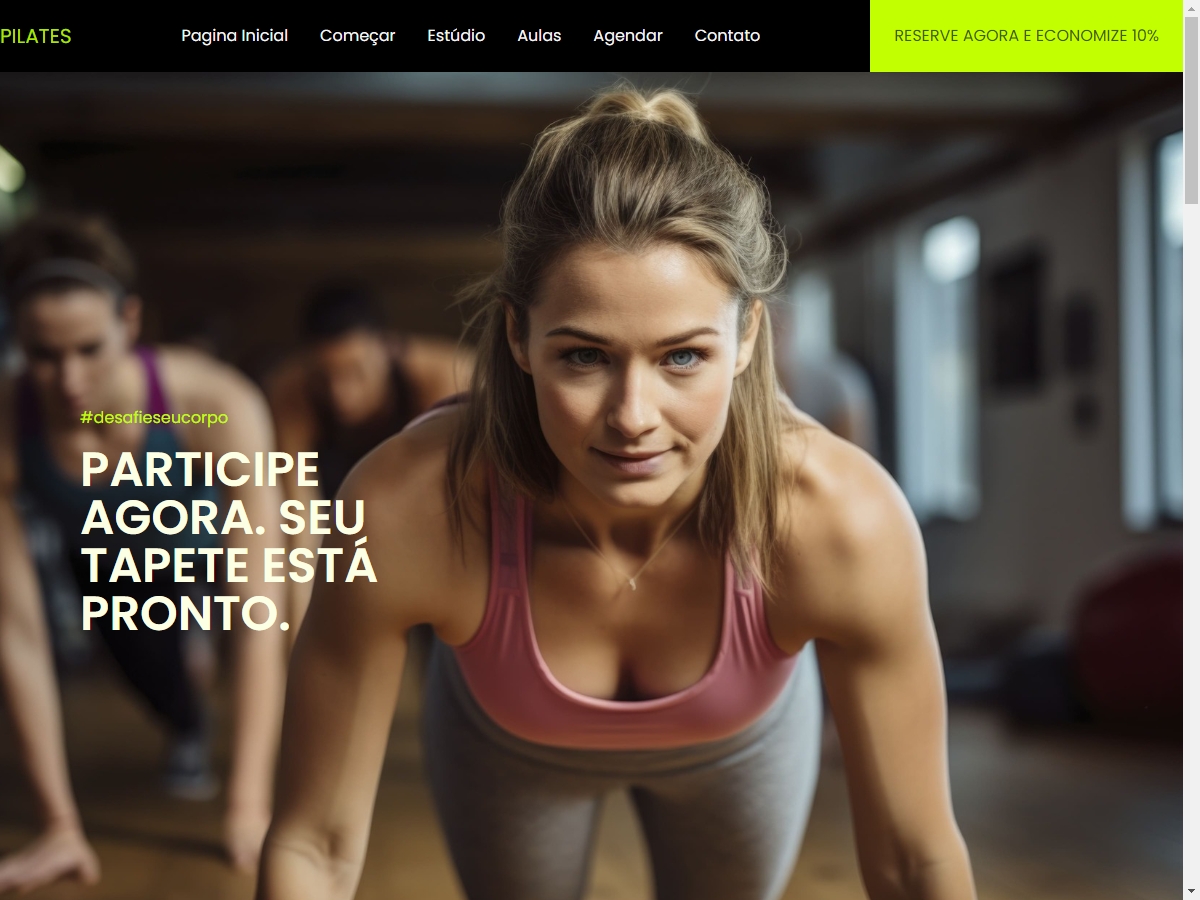 PILATES
Pagina Inicial
Começar
Estúdio
Aulas
Agendar
Contato
RESERVE AGORA E ECONOMIZE 10%
#desafieseucorpo
PARTICIPE
AGORA. SEU
TAPETE ESTÁ
PRONTO.